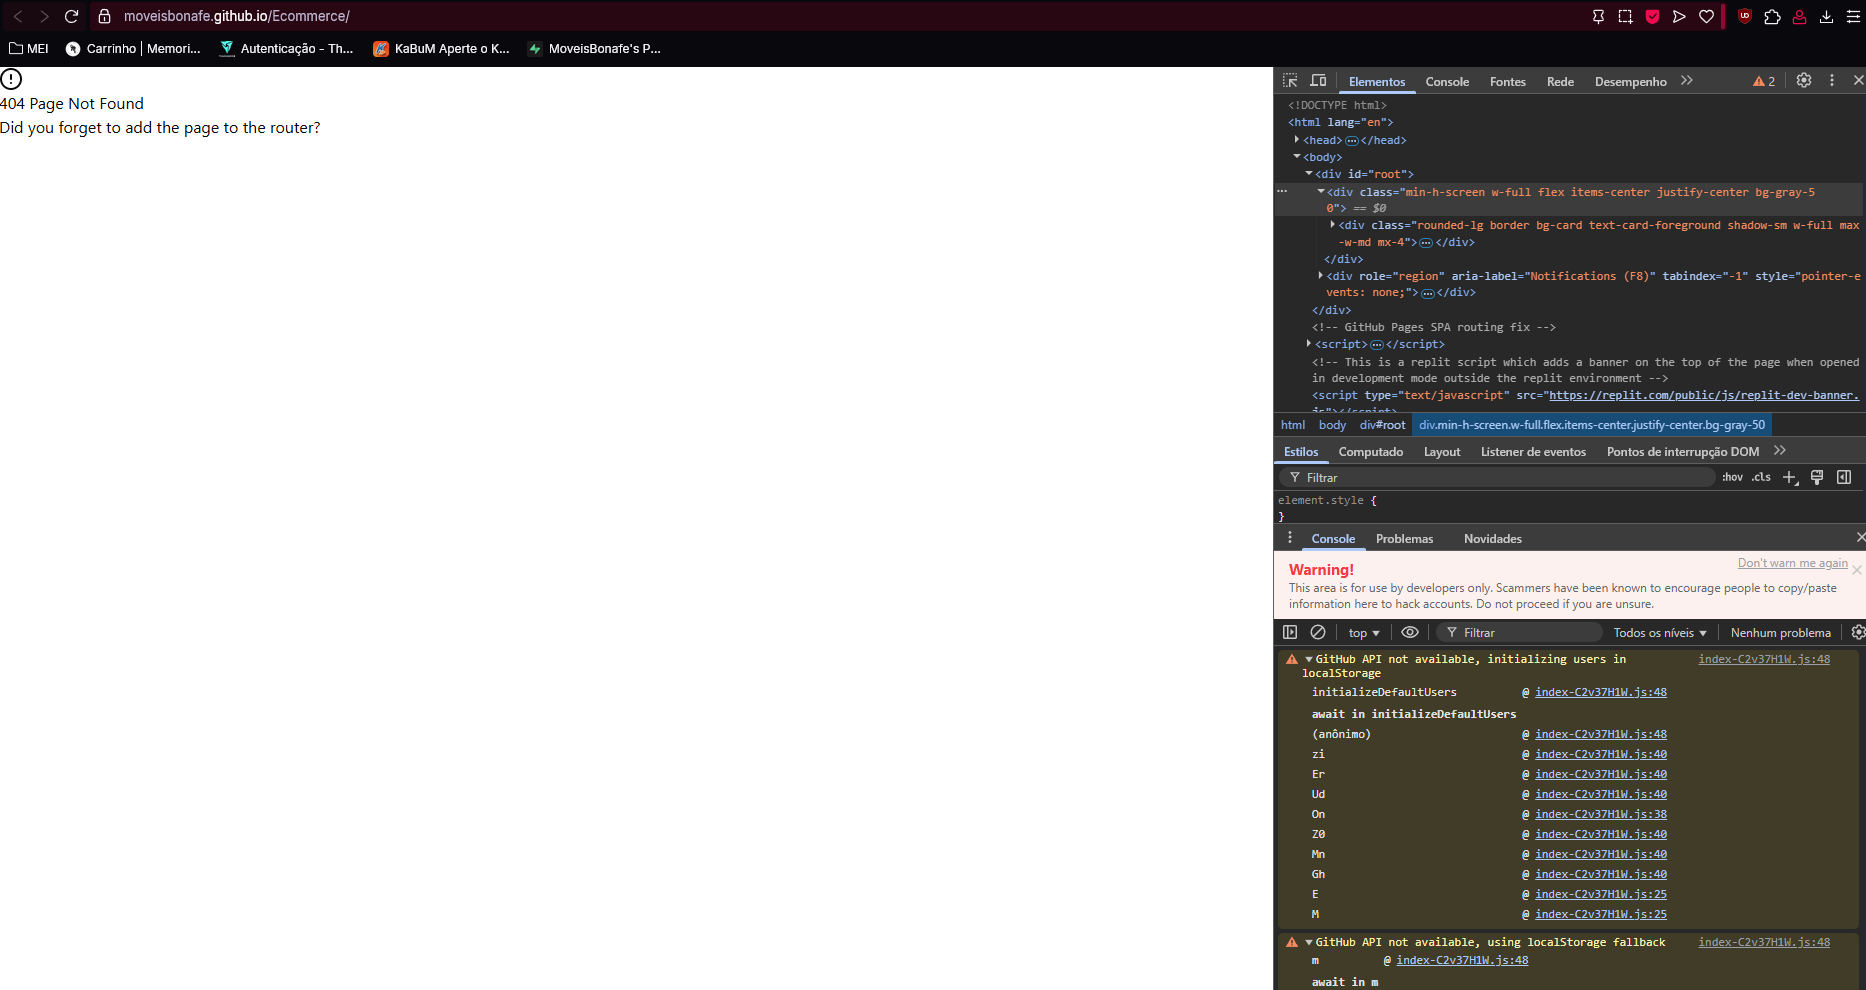 moveisbonafe.github.io/Ecommerce/
MEI
Carrinho | Memori...
Autenticação - Th...
KaBuM Aperte o K...
MoveisBonafe's P...
404 Page Not Found
Did you forget to add the page to the router?
Elementos
Console
Fontes
Rede
Desempenho
2
<!DOCTYPE html>
<html lang="en">
<head> ⋯ </head>
<body>
<div id="root">
<div class="min-h-screen w-full flex items-center justify-center bg-gray-5
0"> == $0
<div class="rounded-lg border bg-card text-card-foreground shadow-sm w-full max
-w-md mx-4"> ⋯ </div>
</div>
<div role="region" aria-label="Notifications (F8)" tabindex="-1" style="pointer-e
vents: none;"> ⋯ </div>
</div>
<!-- GitHub Pages SPA routing fix -->
<script> ⋯ </script>
<!-- This is a replit script which adds a banner on the top of the page when opened
in development mode outside the replit environment -->
<script type="text/javascript" src="https://replit.com/public/js/replit-dev-banner.
js"></script>
html
body
div#root
div.min-h-screen.w-full.flex.items-center.justify-center.bg-gray-50
Estilos
Computado
Layout
Listener de eventos
Pontos de interrupção DOM
Filtrar
:hov
.cls
element.style {
}
Console
Problemas
Novidades
Warning!
Don't warn me again
This area is for use by developers only. Scammers have been known to encourage people to copy/paste
information here to hack accounts. Do not proceed if you are unsure.
top
Filtrar
Todos os níveis
Nenhum problema
GitHub API not available, initializing users in
localStorage
index-C2v37H1W.js:48
initializeDefaultUsers @ index-C2v37H1W.js:48
await in initializeDefaultUsers
(anônimo) @ index-C2v37H1W.js:48
zi @ index-C2v37H1W.js:40
Er @ index-C2v37H1W.js:40
Ud @ index-C2v37H1W.js:40
On @ index-C2v37H1W.js:38
Z0 @ index-C2v37H1W.js:40
Mn @ index-C2v37H1W.js:40
Gh @ index-C2v37H1W.js:40
E @ index-C2v37H1W.js:25
M @ index-C2v37H1W.js:25
GitHub API not available, using localStorage fallback
index-C2v37H1W.js:48
m @ index-C2v37H1W.js:48
await in m